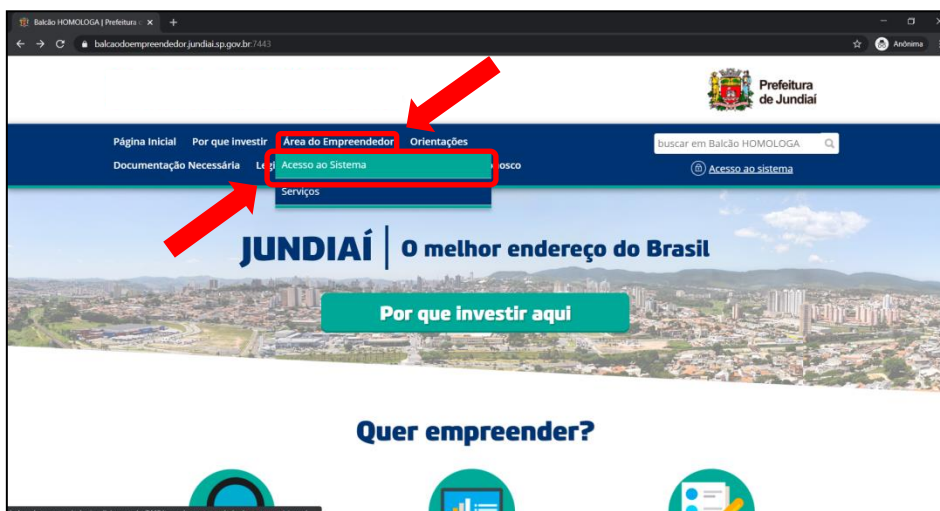 Balcão HOMOLOGA | Prefeitura
balcaodoempreendedor.jundiai.sp.gov.br:7443
Anônima
Prefeitura
de Jundiaí
Página Inicial Por que investir Área do Empreendedor Orientações
buscar em Balcão HOMOLOGA
Documentação Necessária Legi Acesso ao Sistema nosco
Acesso ao sistema
Serviços
JUNDIAÍ | O melhor endereço do Brasil
Por que investir aqui
Quer empreender?